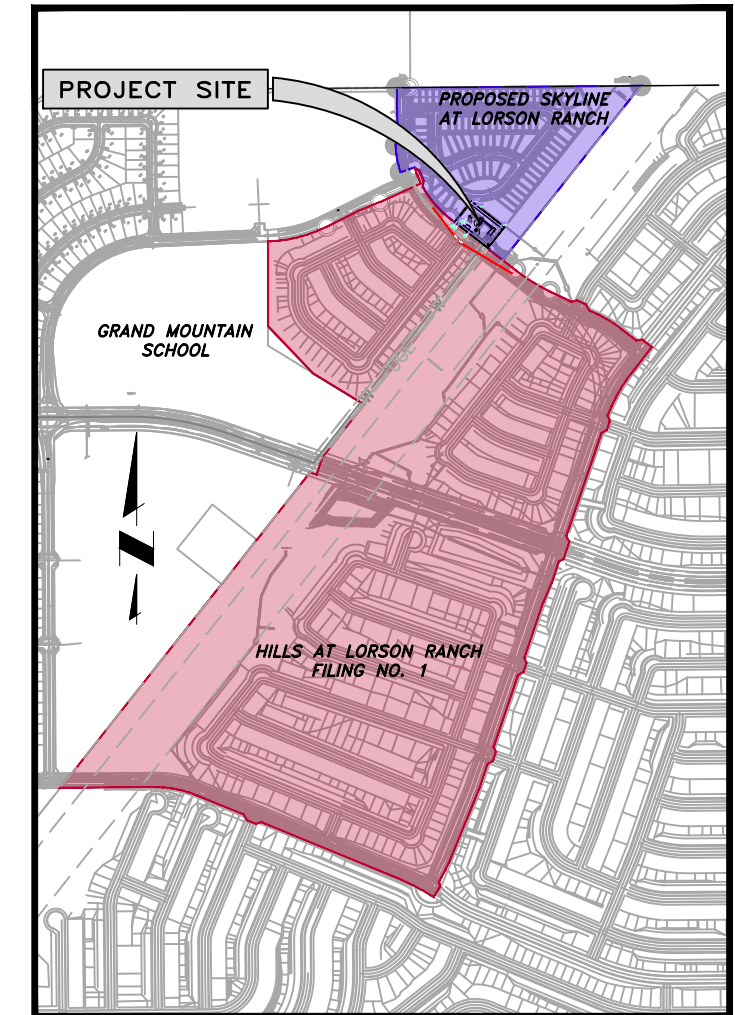 PROJECT SITE
PROPOSED SKYLINE
AT LORSON RANCH
GRAND MOUNTAIN
SCHOOL
W
W
HILLS AT LORSON RANCH
FILING NO. 1